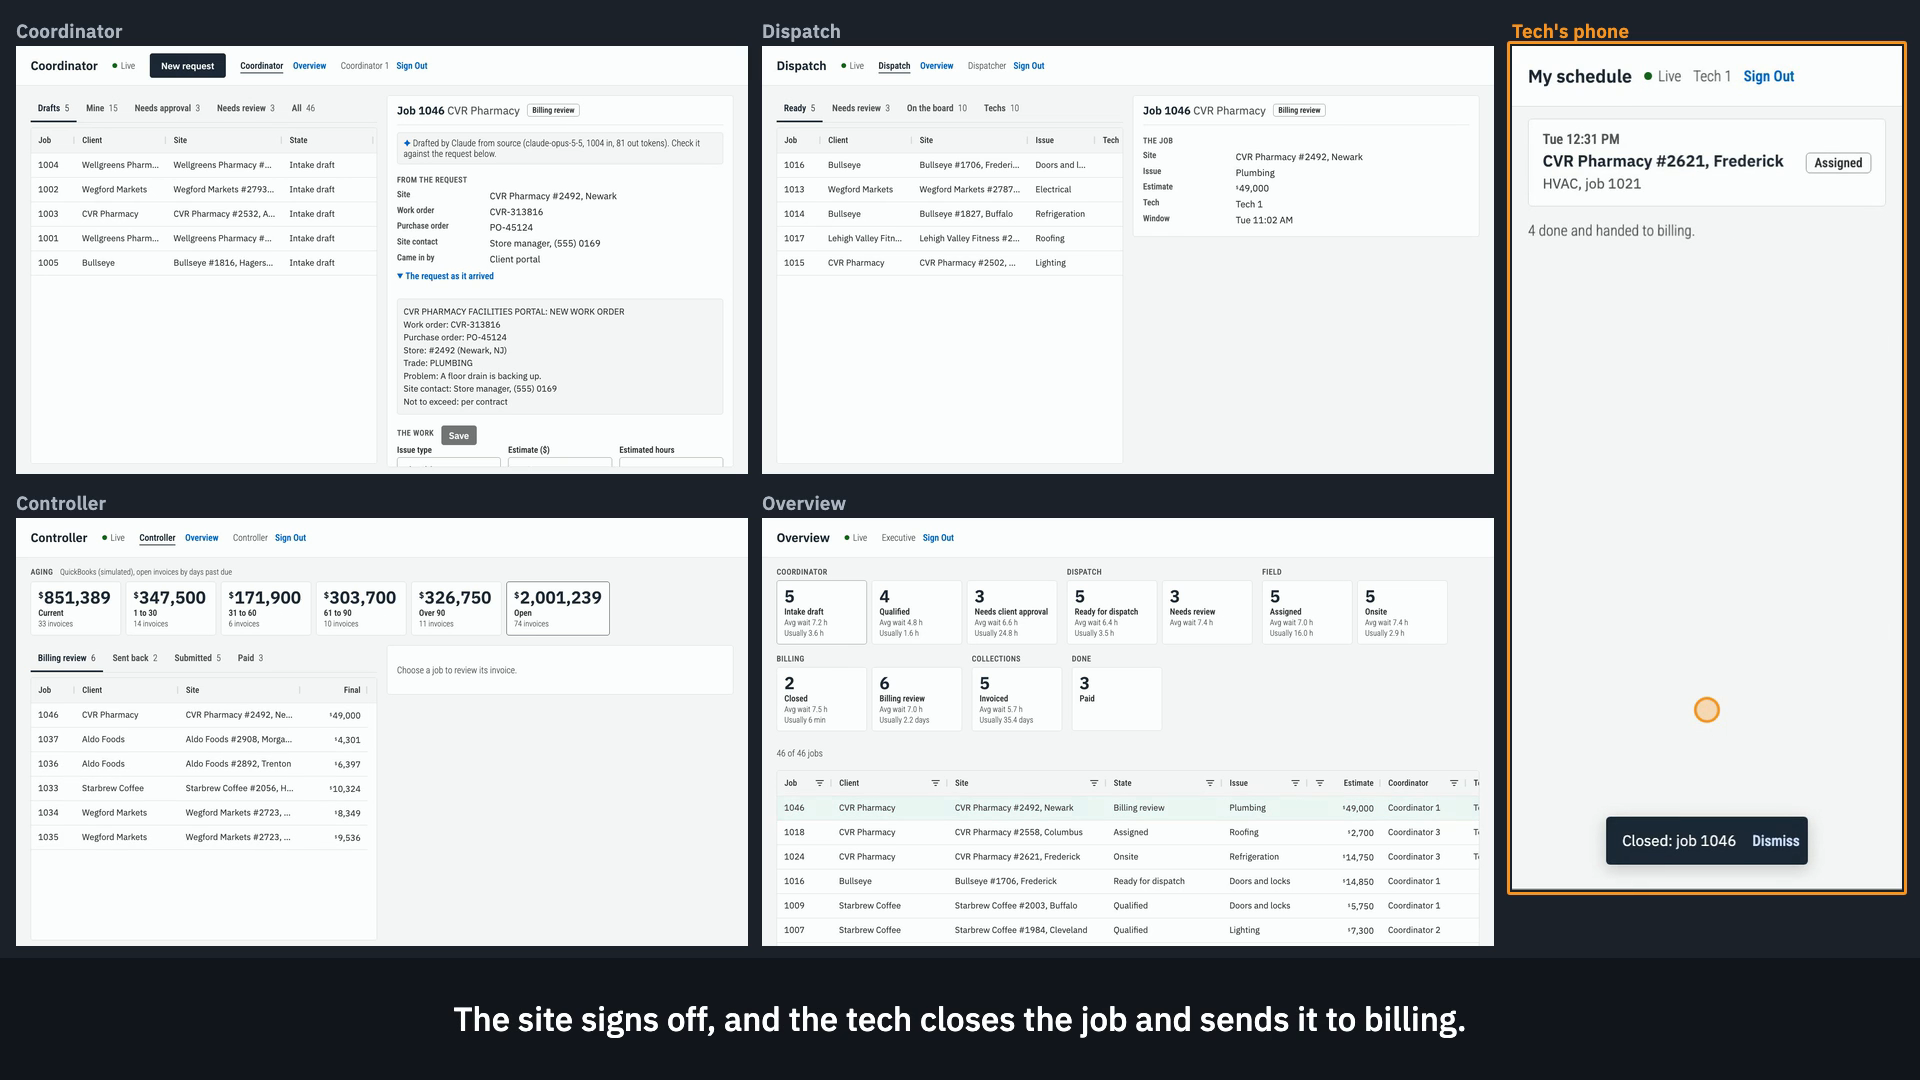 Coordinator
Coordinator Live New request Coordinator Overview Coordinator 1 Sign Out
Drafts 5 Mine 15 Needs approval 3 Needs review 3 All 46
Job Client Site State
1004 Wellgreens Pharm... Wellgreens Pharmacy #... Intake draft
1002 Wegford Markets Wegford Markets #2793... Intake draft
1003 CVR Pharmacy CVR Pharmacy #2532, A... Intake draft
1001 Wellgreens Pharm... Wellgreens Pharmacy #... Intake draft
1005 Bullseye Bullseye #1816, Hagers... Intake draft
Job 1046 CVR Pharmacy Billing review
Drafted by Claude from source (claude-opus-5-5, 1004 in, 81 out tokens). Check it
against the request below.
FROM THE REQUEST
Site CVR Pharmacy #2492, Newark
Work order CVR-313816
Purchase order PO-45124
Site contact Store manager, (555) 0169
Came in by Client portal
▾ The request as it arrived
CVR PHARMACY FACILITIES PORTAL: NEW WORK ORDER
Work order: CVR-313816
Purchase order: PO-45124
Store: #2492 (Newark, NJ)
Trade: PLUMBING
Problem: A floor drain is backing up.
Site contact: Store manager, (555) 0169
Not to exceed: per contract
THE WORK Save
Issue type Estimate ($) Estimated hours
Dispatch
Dispatch Live Dispatch Overview Dispatcher Sign Out
Ready 5 Needs review 3 On the board 10 Techs 10
Job Client Site Issue Tech
1016 Bullseye Bullseye #1706, Frederi... Doors and l...
1013 Wegford Markets Wegford Markets #2787... Electrical
1014 Bullseye Bullseye #1827, Buffalo Refrigeration
1017 Lehigh Valley Fitn... Lehigh Valley Fitness #2... Roofing
1015 CVR Pharmacy CVR Pharmacy #2502, ... Lighting
Job 1046 CVR Pharmacy Billing review
THE JOB
Site CVR Pharmacy #2492, Newark
Issue Plumbing
Estimate $49,000
Tech Tech 1
Window Tue 11:02 AM
Tech's phone
My schedule Live Tech 1 Sign Out
Tue 12:31 PM
CVR Pharmacy #2621, Frederick Assigned
HVAC, job 1021
4 done and handed to billing.
Closed: job 1046 Dismiss
Controller
Controller Live Controller Overview Controller Sign Out
AGING QuickBooks (simulated), open invoices by days past due
$851,389 $347,500 $171,900 $303,700 $326,750 $2,001,239
Current 1 to 30 31 to 60 61 to 90 Over 90 Open
33 invoices 14 invoices 6 invoices 10 invoices 11 invoices 74 invoices
Billing review 6 Sent back 2 Submitted 5 Paid 3
Job Client Site Final
1046 CVR Pharmacy CVR Pharmacy #2492, Ne... $49,000
1037 Aldo Foods Aldo Foods #2908, Morga... $4,301
1036 Aldo Foods Aldo Foods #2892, Trenton $6,397
1033 Starbrew Coffee Starbrew Coffee #2056, H... $10,324
1034 Wegford Markets Wegford Markets #2723, ... $8,349
1035 Wegford Markets Wegford Markets #2723, ... $9,536
Choose a job to review its invoice.
Overview
Overview Live Executive Sign Out
COORDINATOR DISPATCH FIELD
5 4 3 5 3 5 5
Intake draft Qualified Needs client approval Ready for dispatch Needs review Assigned Onsite
Avg wait 7.2 h Avg wait 4.8 h Avg wait 6.6 h Avg wait 6.4 h Avg wait 7.4 h Avg wait 7.0 h Avg wait 7.4 h
Usually 3.6 h Usually 1.6 h Usually 24.8 h Usually 3.5 h Usually 16.0 h Usually 2.9 h
BILLING COLLECTIONS DONE
2 6 5 3
Closed Billing review Invoiced Paid
Avg wait 7.5 h Avg wait 7.0 h Avg wait 5.7 h
Usually 6 min Usually 2.2 days Usually 35.4 days
46 of 46 jobs
Job Client Site State Issue Estimate Coordinator
1046 CVR Pharmacy CVR Pharmacy #2492, Newark Billing review Plumbing $49,000 Coordinator 1
1018 CVR Pharmacy CVR Pharmacy #2558, Columbus Assigned Roofing $2,700 Coordinator 3
1024 CVR Pharmacy CVR Pharmacy #2621, Frederick Onsite Refrigeration $14,750 Coordinator 3
1016 Bullseye Bullseye #1706, Frederick Ready for dispatch Doors and locks $14,850 Coordinator 1
1009 Starbrew Coffee Starbrew Coffee #2003, Buffalo Qualified Doors and locks $5,750 Coordinator 1
1007 Starbrew Coffee Starbrew Coffee #1984, Cleveland Qualified Lighting $7,300 Coordinator 2
The site signs off, and the tech closes the job and sends it to billing.